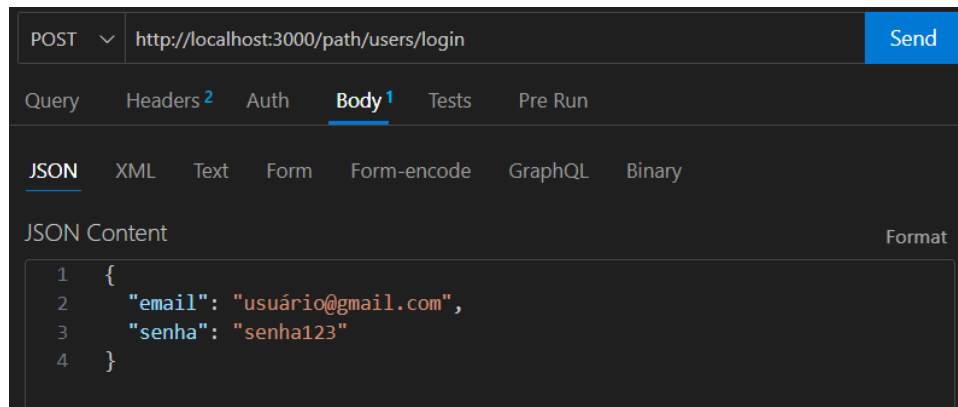 POST http://localhost:3000/path/users/login Send
Query Headers 2 Auth Body 1 Tests Pre Run
JSON XML Text Form Form-encode GraphQL Binary
JSON Content Format
1 {
2 "email": "usuário@gmail.com",
3 "senha": "senha123"
4 }